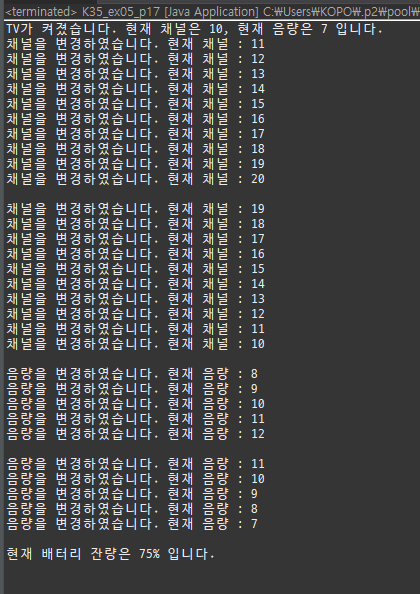 <terminated> K35_ex05_p17 [Java Application] C:₩Users₩KOPO₩.p2₩pool₩
TV가 켜졌습니다. 현재 채널은 10, 현재 음량은 7 입니다.
채널을 변경하였습니다. 현재 채널 : 11
채널을 변경하였습니다. 현재 채널 : 12
채널을 변경하였습니다. 현재 채널 : 13
채널을 변경하였습니다. 현재 채널 : 14
채널을 변경하였습니다. 현재 채널 : 15
채널을 변경하였습니다. 현재 채널 : 16
채널을 변경하였습니다. 현재 채널 : 17
채널을 변경하였습니다. 현재 채널 : 18
채널을 변경하였습니다. 현재 채널 : 19
채널을 변경하였습니다. 현재 채널 : 20
채널을 변경하였습니다. 현재 채널 : 19
채널을 변경하였습니다. 현재 채널 : 18
채널을 변경하였습니다. 현재 채널 : 17
채널을 변경하였습니다. 현재 채널 : 16
채널을 변경하였습니다. 현재 채널 : 15
채널을 변경하였습니다. 현재 채널 : 14
채널을 변경하였습니다. 현재 채널 : 13
채널을 변경하였습니다. 현재 채널 : 12
채널을 변경하였습니다. 현재 채널 : 11
채널을 변경하였습니다. 현재 채널 : 10
음량을 변경하였습니다. 현재 음량 : 8
음량을 변경하였습니다. 현재 음량 : 9
음량을 변경하였습니다. 현재 음량 : 10
음량을 변경하였습니다. 현재 음량 : 11
음량을 변경하였습니다. 현재 음량 : 12
음량을 변경하였습니다. 현재 음량 : 11
음량을 변경하였습니다. 현재 음량 : 10
음량을 변경하였습니다. 현재 음량 : 9
음량을 변경하였습니다. 현재 음량 : 8
음량을 변경하였습니다. 현재 음량 : 7
현재 배터리 잔량은 75% 입니다.